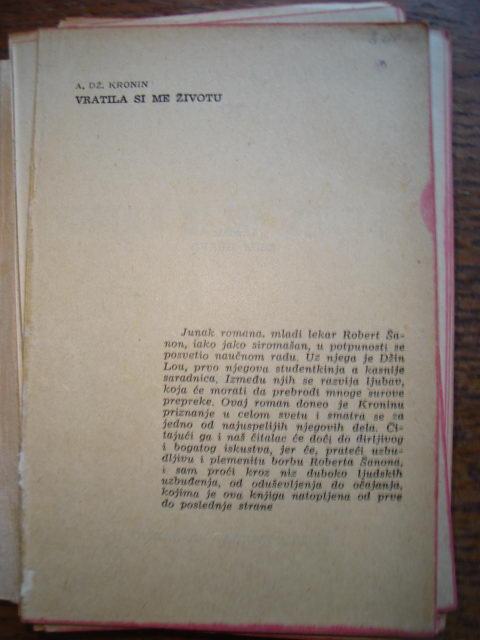 A. DŽ. KRONIN
VRATILA SI ME ŽIVOTU
Junak romana, mladi lekar Robert Ša-
non, iako jako siromašan, u potpunosti se
posvetio naučnom radu. Uz njega je Džin
Lou, prvo njegova studentkinja a kasnije
saradnica. Između njih se razvija ljubav,
koja će morati da prebrodi mnoge surove
prepreke. Ovaj roman doneo je Kroninu
priznanje u celom svetu i smatra se za
jedno od najuspelijih njegovih dela. Či-
tajući ga i naš čitalac će doći do dirljivog
i bogatog iskustva, jer će, prateći uzbu-
dljivu i plemenitu borbu Roberta Šanona,
i sam proći kroz niz duboko ljudskih
uzbuđenja, od oduševljenja do očajanja,
kojima je ova knjiga natopljena od prve
do poslednje strane